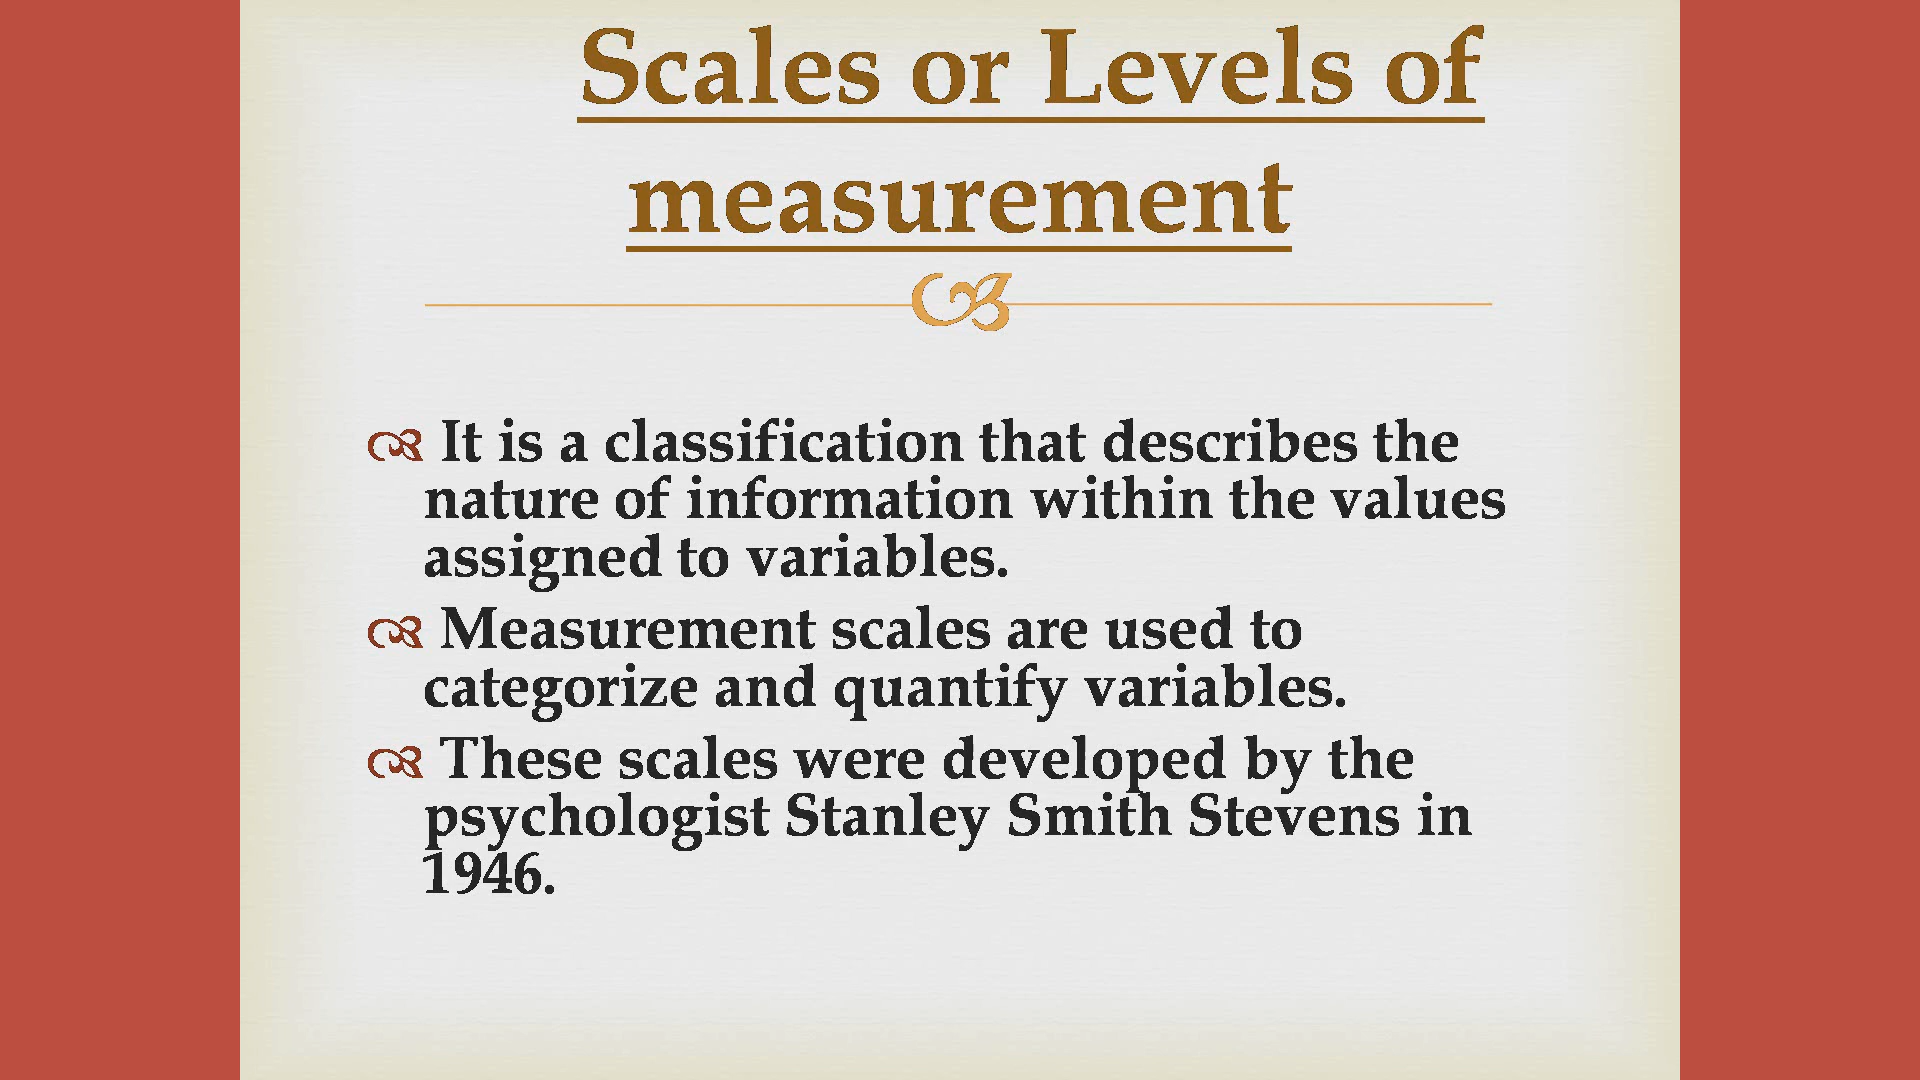 Scales or Levels of
measurement
It is a classification that describes the
nature of information within the values
assigned to variables.
Measurement scales are used to
categorize and quantify variables.
These scales were developed by the
psychologist Stanley Smith Stevens in
1946.